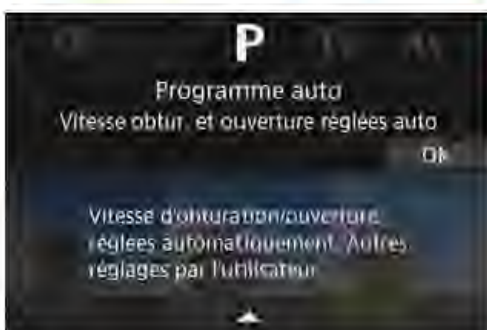 P
Programme auto
Vitesse obtur. et ouverture réglées auto
OK
Vitesse d'obturation/ouverture
réglées automatiquement. Autres
réglages par l'utilisateur